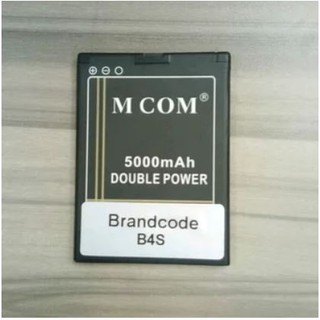 M COM®
5000mAh
DOUBLE POWER
Brandcode
B4S